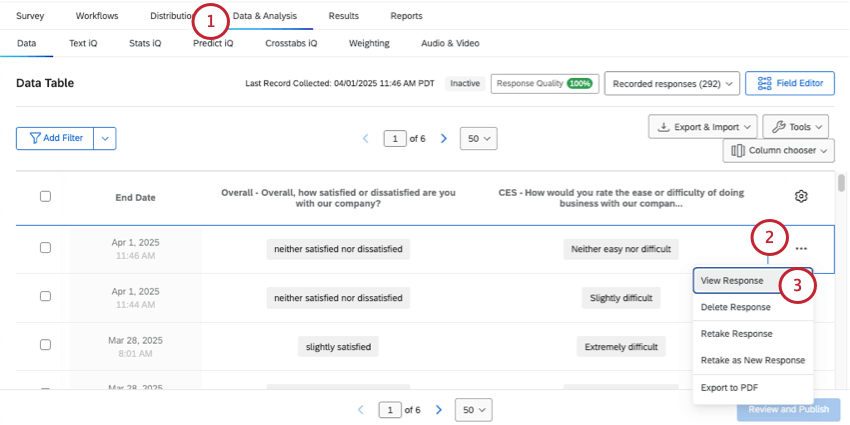 Survey Workflows Distributio 1 Data & Analysis Results Reports
Data Text iQ Stats iQ Predict iQ Crosstabs iQ Weighting Audio & Video
Data Table Last Record Collected: 04/01/2025 11:46 AM PDT Inactive Response Quality 100% Recorded responses (292) Field Editor
Add Filter 1 of 6 50 Export & Import Tools
Column chooser
End Date
Overall - Overall, how satisfied or dissatisfied are you
with our company?
CES - How would you rate the ease or difficulty of doing
business with our compan...
Apr 1, 2025
11:46 AM
neither satisfied nor dissatisfied
Neither easy nor difficult
2
View Response
3
Delete Response
Retake Response
Retake as New Response
Export to PDF
Apr 1, 2025
11:44 AM
neither satisfied nor dissatisfied
Slightly difficult
Mar 28, 2025
8:01 AM
slightly satisfied
Extremely difficult
Mar 28, 2025
1 of 6 50 Review and Publish